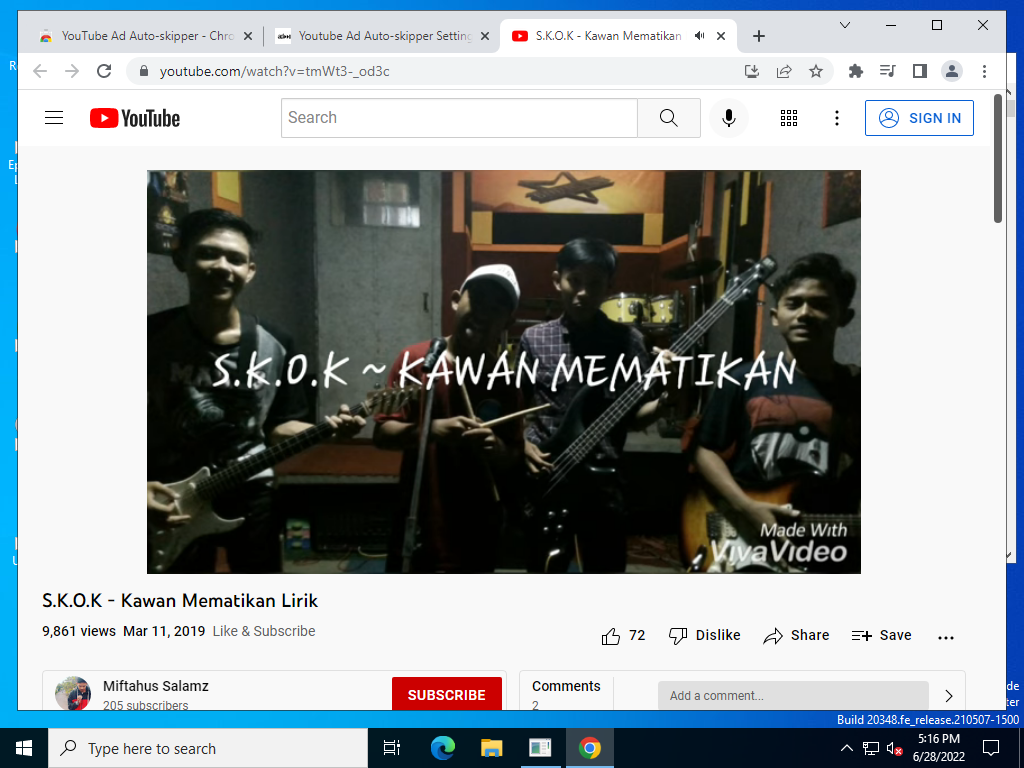 YouTube Ad Auto-skipper - Chro
Youtube Ad Auto-skipper Setting
S.K.O.K - Kawan Mematikan
youtube.com/watch?v=tmWt3-_od3c
YouTube
Search
SIGN IN
S.K.O.K ~ KAWAN MEMATIKAN
Made With
VivaVideo
S.K.O.K - Kawan Mematikan Lirik
9,861 views Mar 11, 2019 Like & Subscribe
72 Dislike Share Save
Miftahus Salamz
205 subscribers
SUBSCRIBE
Comments
2
Add a comment...
Build 20348.fe_release.210507-1500
Type here to search
5:16 PM
6/28/2022